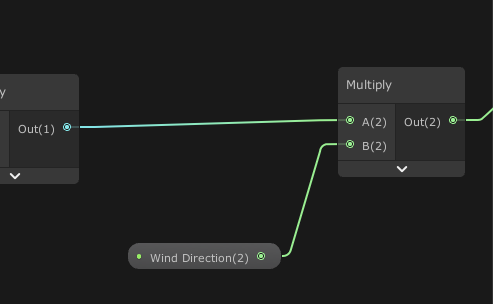 y
Out(1)
Multiply
A(2)
Out(2)
B(2)
Wind Direction(2)